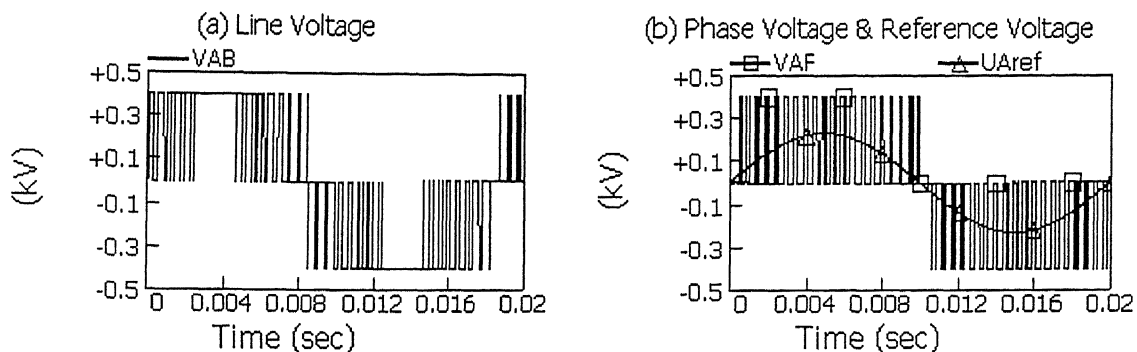 (a) Line Voltage
VAB
+0.5
+0.3
+0.1
-0.1
-0.3
-0.5
(kV)
0 0.004 0.008 0.012 0.016 0.02
Time (sec)
(b) Phase Voltage & Reference Voltage
VAF UAref
+0.5
+0.3
+0.1
-0.1
-0.3
-0.5
(kV)
0 0.004 0.008 0.012 0.016 0.02
Time (sec)